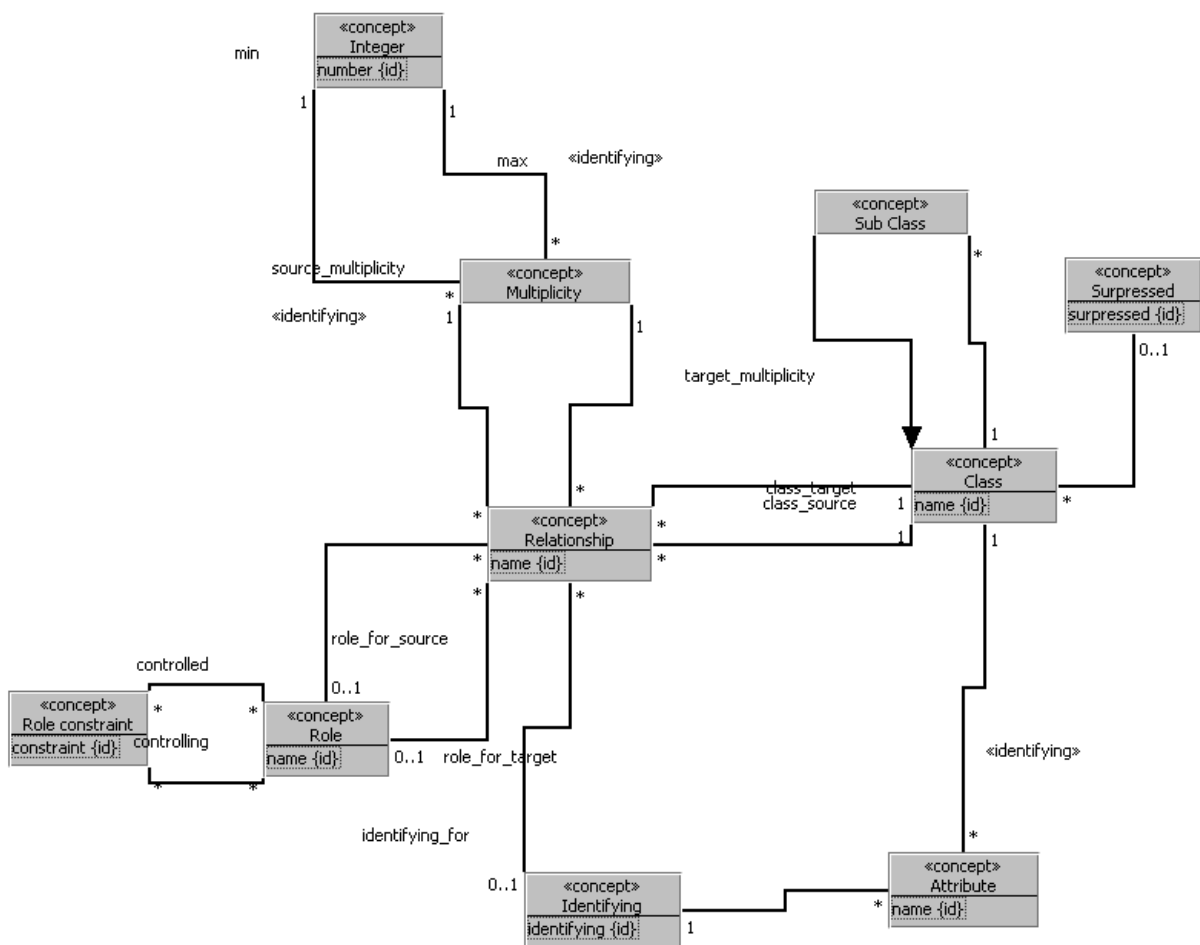 «concept»
Integer
number {id}
min
1
1
max
«identifying»
*
«concept»
Sub Class
*
«concept»
Surpressed
surpressed {id}
0..1
source_multiplicity
*
«concept»
Multiplicity
«identifying»
1
1
target_multiplicity
1
«concept»
Class
name {id}
class_target
class_source
1
*
1
1
*
*
*
*
*
«concept»
Relationship
name {id}
*
*
role_for_source
0..1
controlled
«concept»
Role constraint
constraint {id}
*
*
controlling
*
*
«concept»
Role
name {id}
0..1
role_for_target
«identifying»
identifying_for
*
0..1
«concept»
Identifying
identifying {id}
1
*
«concept»
Attribute
name {id}